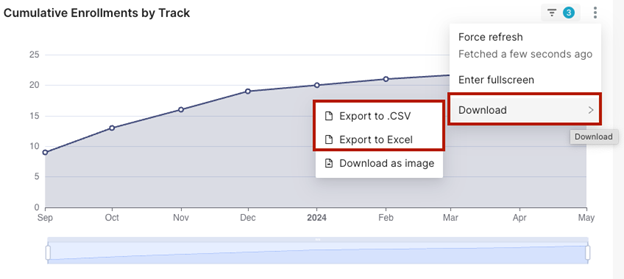 Cumulative Enrollments by Track
3
Force refresh
Fetched a few seconds ago
Enter fullscreen
Download
Download
Export to .CSV
Export to Excel
Download as image
25
20
15
10
5
0
Sep Oct Nov Dec 2024 Feb Mar Apr May